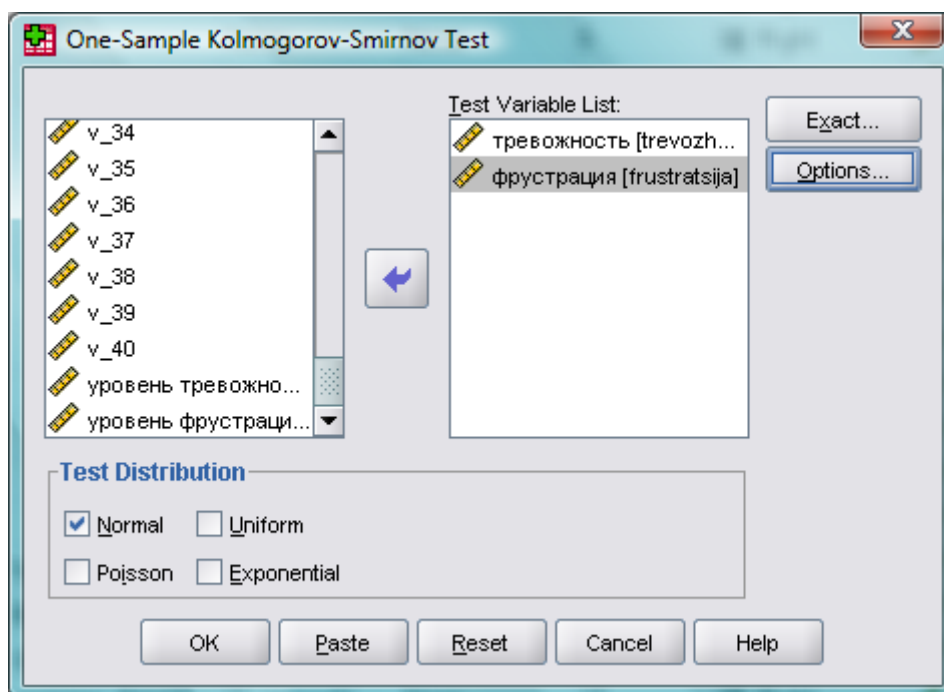 One-Sample Kolmogorov-Smirnov Test
v_34
v_35
v_36
v_37
v_38
v_39
v_40
уровень тревожно...
уровень фрустраци...
Test Variable List:
тревожность [trevozh...
фрустрация [frustratsija]
Exact...
Options...
Test Distribution
Normal
Uniform
Poisson
Exponential
OK
Paste
Reset
Cancel
Help